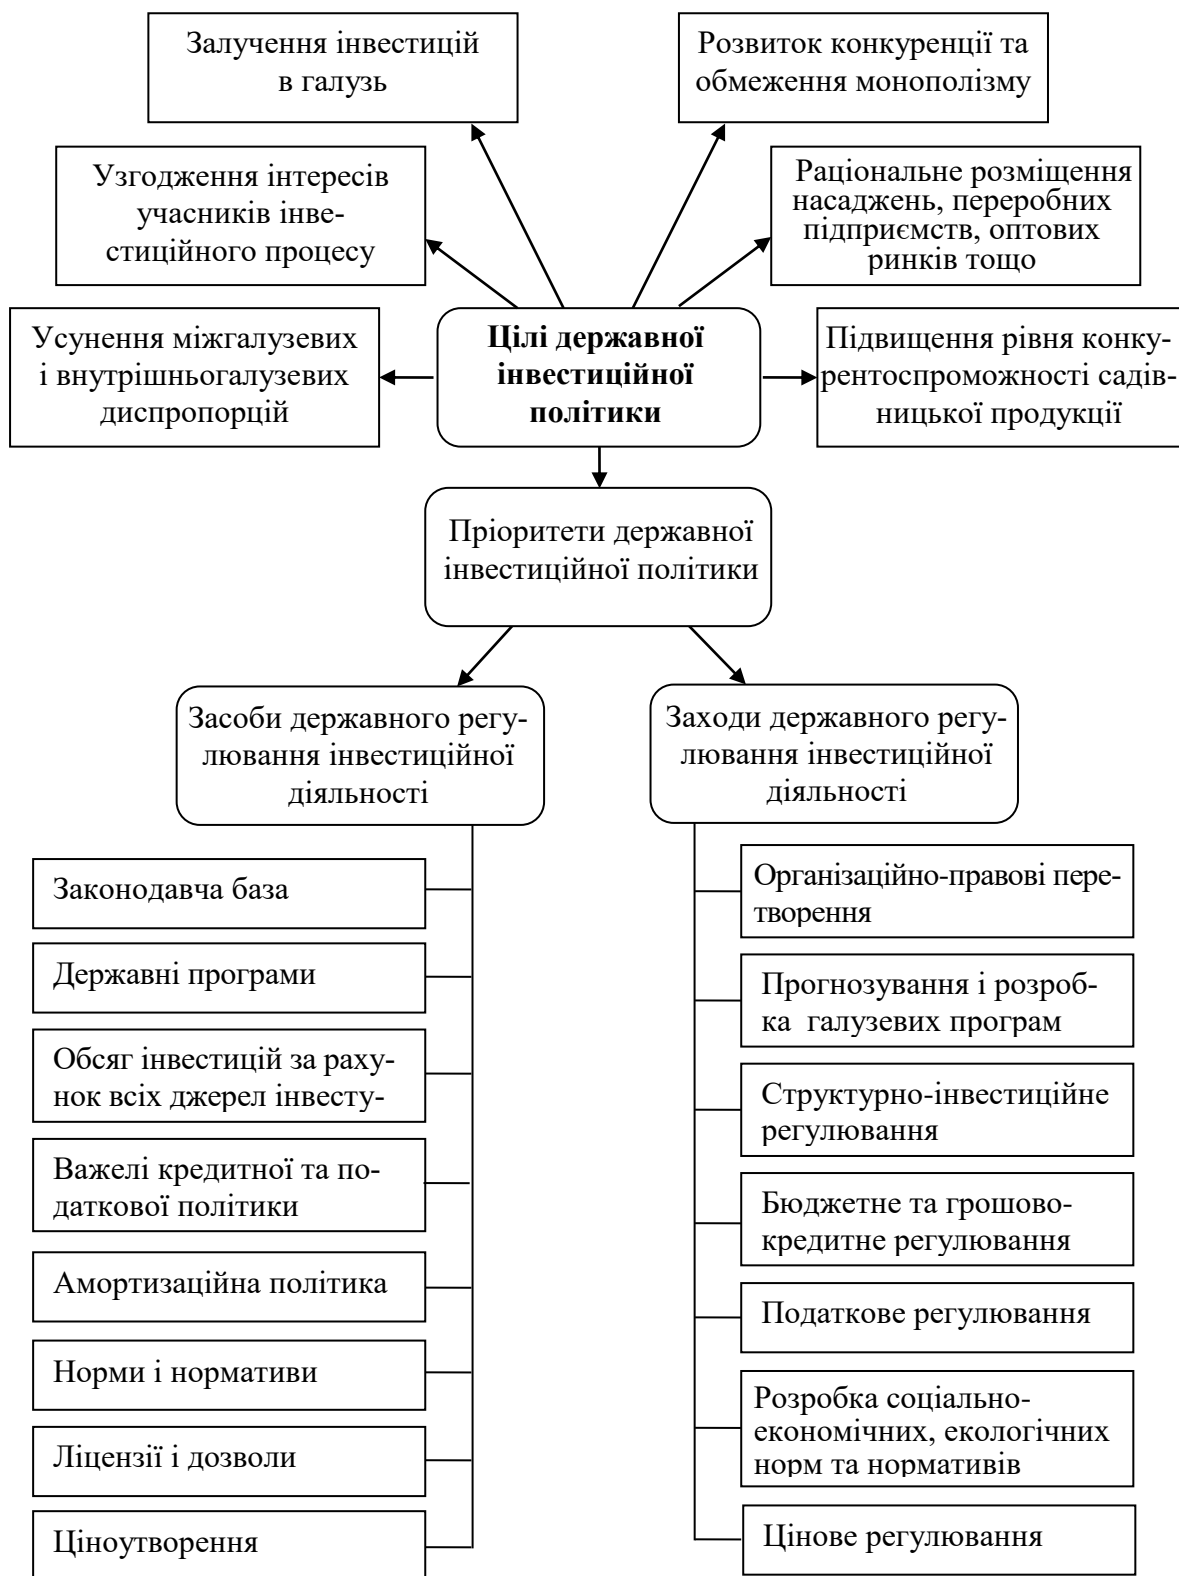 Залучення інвестицій
в галузь
Розвиток конкуренції та
обмеження монополізму
Узгодження інтересів
учасників інве-
стиційного процесу
Раціональне розміщення
насаджень, переробних
підприємств, оптових
ринків тощо
Усунення міжгалузевих
і внутрішньогалузевих
диспропорцій
Цілі державної
інвестиційної
політики
Підвищення рівня конку-
рентоспроможності садів-
ницької продукції
Пріоритети державної
інвестиційної політики
Засоби державного регу-
лювання інвестиційної
діяльності
Заходи державного регу-
лювання інвестиційної
діяльності
Законодавча база
Державні програми
Обсяг інвестицій за раху-
нок всіх джерел інвесту-
Важелі кредитної та по-
даткової політики
Амортизаційна політика
Норми і нормативи
Ліцензії і дозволи
Ціноутворення
Організаційно-правові пере-
творення
Прогнозування і розроб-
ка галузевих програм
Структурно-інвестиційне
регулювання
Бюджетне та грошово-
кредитне регулювання
Податкове регулювання
Розробка соціально-
економічних, екологічних
норм та нормативів
Цінове регулювання